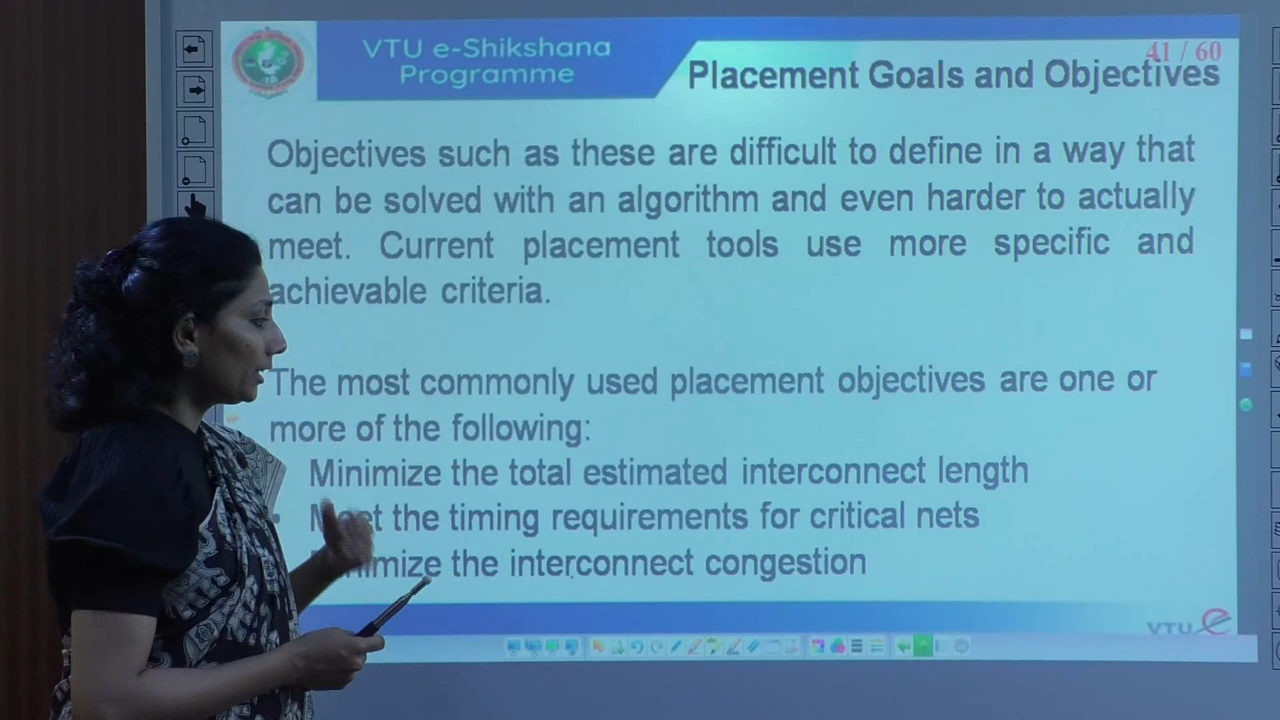 VTU e-Shikshana
Programme
41 / 60
Placement Goals and Objectives
Objectives such as these are difficult to define in a way that
can be solved with an algorithm and even harder to actually
meet. Current placement tools use more specific and
achievable criteria.
The most commonly used placement objectives are one or
more of the following:
Minimize the total estimated interconnect length
Meet the timing requirements for critical nets
Minimize the interconnect congestion
VTU e